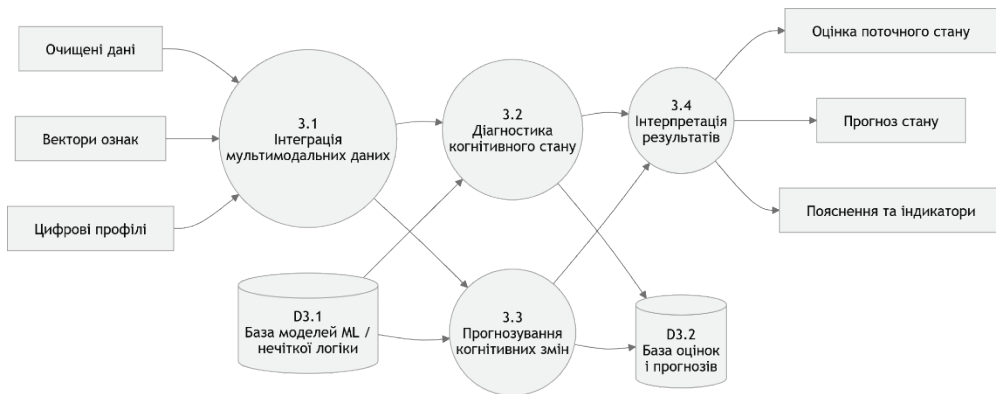 Очищені дані
Вектори ознак
Цифрові профілі
3.1
Інтеграція
мультимодальних даних
D3.1
База моделей ML /
нечіткої логіки
3.2
Діагностика
когнітивного стану
3.3
Прогнозування
когнітивних змін
3.4
Інтерпретація
результатів
D3.2
База оцінок
і прогнозів
Оцінка поточного стану
Прогноз стану
Пояснення та індикатори